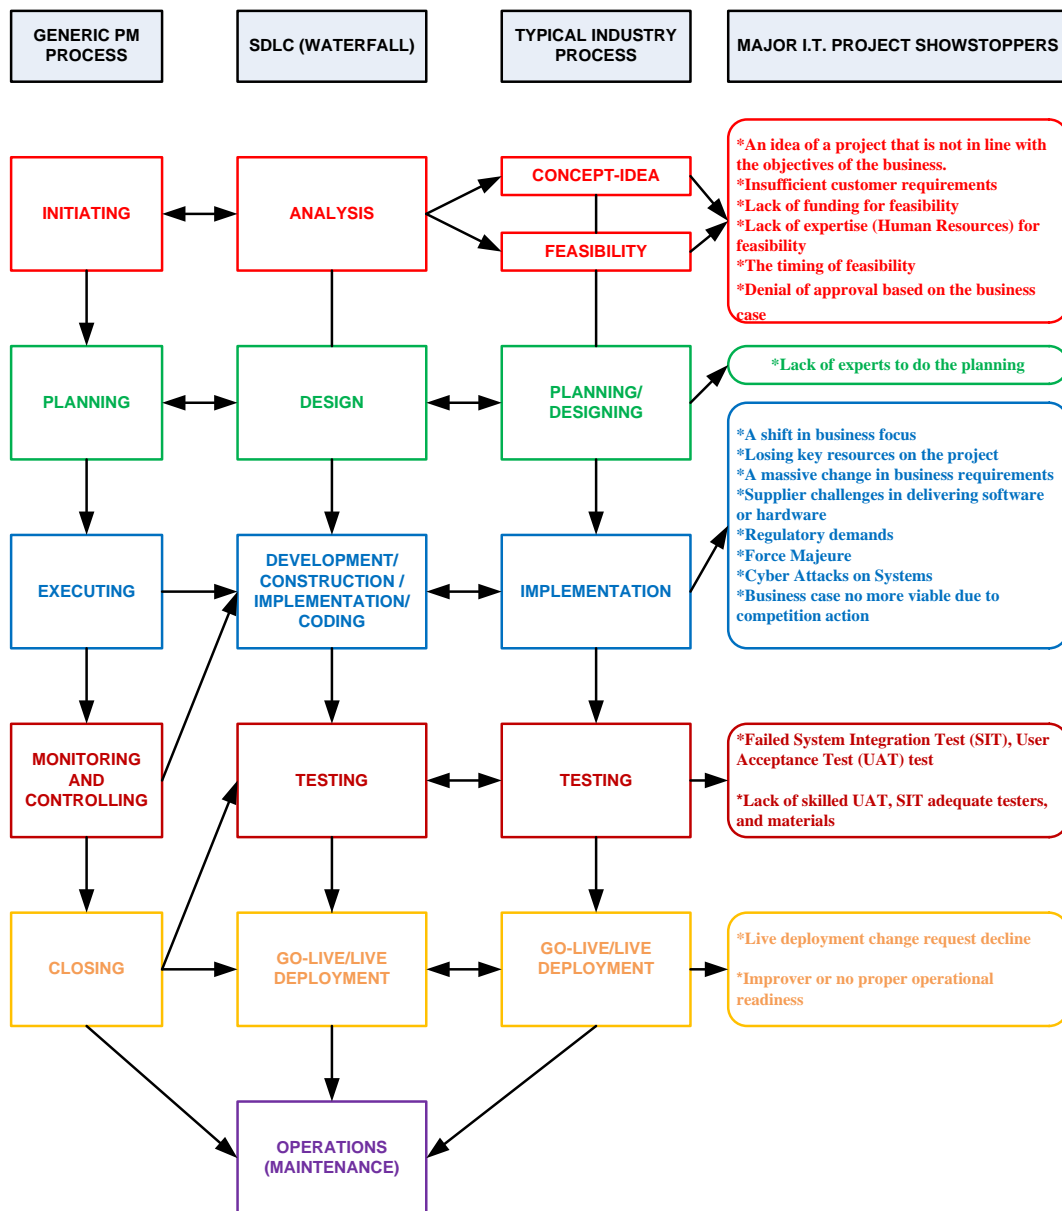 GENERIC PM
PROCESS
SDLC (WATERFALL)
TYPICAL INDUSTRY
PROCESS
MAJOR I.T. PROJECT SHOWSTOPPERS
INITIATING
ANALYSIS
CONCEPT-IDEA
FEASIBILITY
*An idea of a project that is not in line with
the objectives of the business.
*Insufficient customer requirements
*Lack of funding for feasibility
*Lack of expertise (Human Resources) for
feasibility
*The timing of feasibility
*Denial of approval based on the business
case
PLANNING
DESIGN
PLANNING/
DESIGNING
*Lack of experts to do the planning
EXECUTING
DEVELOPMENT/
CONSTRUCTION /
IMPLEMENTATION/
CODING
IMPLEMENTATION
*A shift in business focus
*Losing key resources on the project
*A massive change in business requirements
*Supplier challenges in delivering software
or hardware
*Regulatory demands
*Force Majeure
*Cyber Attacks on Systems
*Business case no more viable due to
competition action
MONITORING
AND
CONTROLLING
TESTING
TESTING
*Failed System Integration Test (SIT), User
Acceptance Test (UAT) test
*Lack of skilled UAT, SIT adequate testers,
and materials
CLOSING
GO-LIVE/LIVE
DEPLOYMENT
GO-LIVE/LIVE
DEPLOYMENT
*Live deployment change request decline
*Improver or no proper operational
readiness
OPERATIONS
(MAINTENANCE)